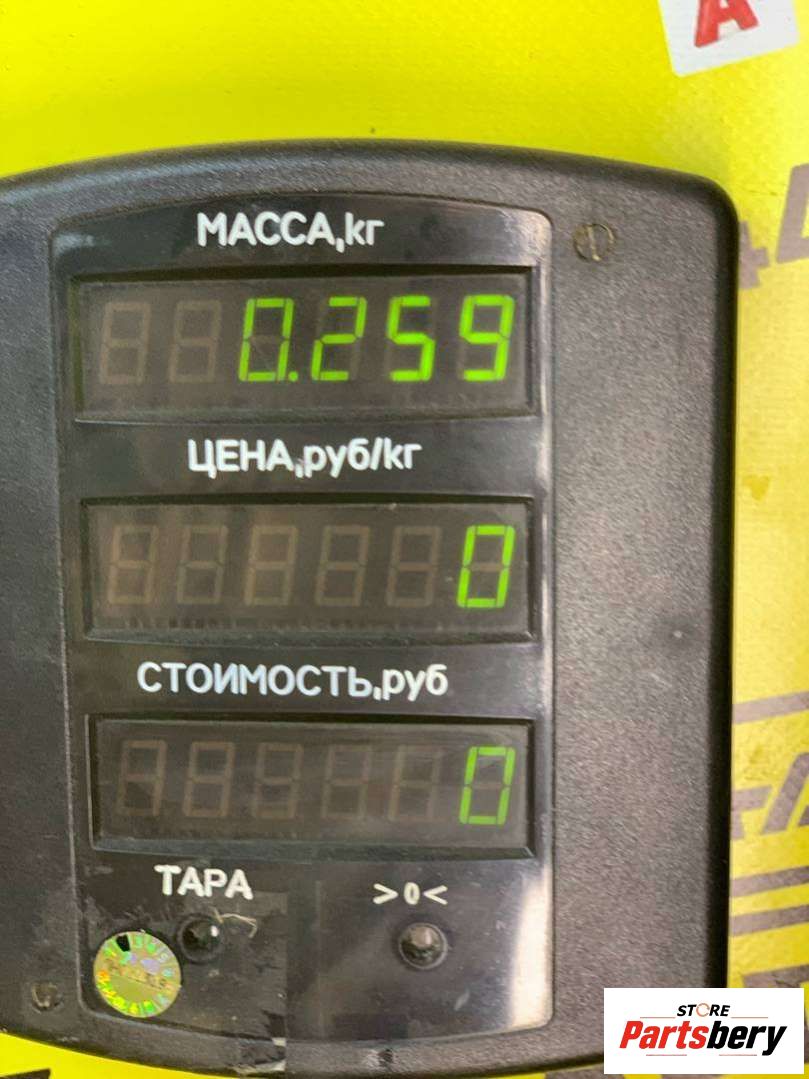 A
МАССА,кг
0.259
ЦЕНА,руб/кг
0
СТОИМОСТЬ,руб
0
ТАРА
>0<
STORE
Partsbery